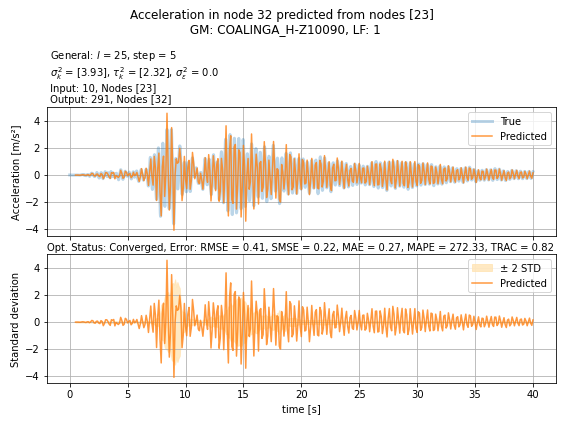 Acceleration in node 32 predicted from nodes [23]
GM: COALINGA_H-Z10090, LF: 1
General: l = 25, step = 5
σ²ₖ = [3.93], τ²ₖ = [2.32], σ²ε = 0.0
Input: 10, Nodes [23]
Output: 291, Nodes [32]
Acceleration [m/s²]
4
2
0
−2
−4
True
Predicted
Opt. Status: Converged, Error: RMSE = 0.41, SMSE = 0.22, MAE = 0.27, MAPE = 272.33, TRAC = 0.82
Standard deviation
4
2
0
−2
−4
± 2 STD
Predicted
0 5 10 15 20 25 30 35 40
time [s]